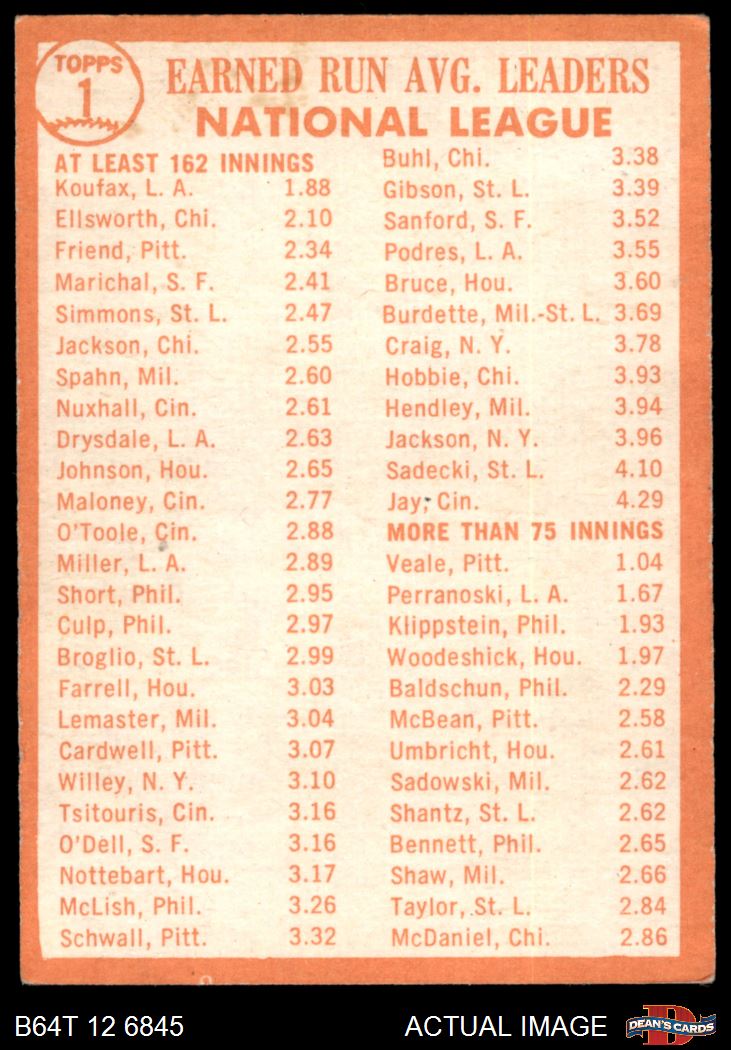 TOPPS
1
EARNED RUN AVG. LEADERS
NATIONAL LEAGUE
AT LEAST 162 INNINGS
Koufax, L. A. 1.88
Ellsworth, Chi. 2.10
Friend, Pitt. 2.34
Marichal, S. F. 2.41
Simmons, St. L. 2.47
Jackson, Chi. 2.55
Spahn, Mil. 2.60
Nuxhall, Cin. 2.61
Drysdale, L. A. 2.63
Johnson, Hou. 2.65
Maloney, Cin. 2.77
O'Toole, Cin. 2.88
Miller, L. A. 2.89
Short, Phil. 2.95
Culp, Phil. 2.97
Broglio, St. L. 2.99
Farrell, Hou. 3.03
Lemaster, Mil. 3.04
Cardwell, Pitt. 3.07
Willey, N. Y. 3.10
Tsitouris, Cin. 3.16
O'Dell, S. F. 3.16
Nottebart, Hou. 3.17
McLish, Phil. 3.26
Schwall, Pitt. 3.32
Buhl, Chi. 3.38
Gibson, St. L. 3.39
Sanford, S. F. 3.52
Podres, L. A. 3.55
Bruce, Hou. 3.60
Burdette, Mil.-St. L. 3.69
Craig, N. Y. 3.78
Hobbie, Chi. 3.93
Hendley, Mil. 3.94
Jackson, N. Y. 3.96
Sadecki, St. L. 4.10
Jay, Cin. 4.29
MORE THAN 75 INNINGS
Veale, Pitt. 1.04
Perranoski, L. A. 1.67
Klippstein, Phil. 1.93
Woodeshick, Hou. 1.97
Baldschun, Phil. 2.29
McBean, Pitt. 2.58
Umbricht, Hou. 2.61
Sadowski, Mil. 2.62
Shantz, St. L. 2.62
Bennett, Phil. 2.65
Shaw, Mil. 2.66
Taylor, St. L. 2.84
McDaniel, Chi. 2.86
B64T 12 6845
ACTUAL IMAGE
D
DEAN'S CARDS